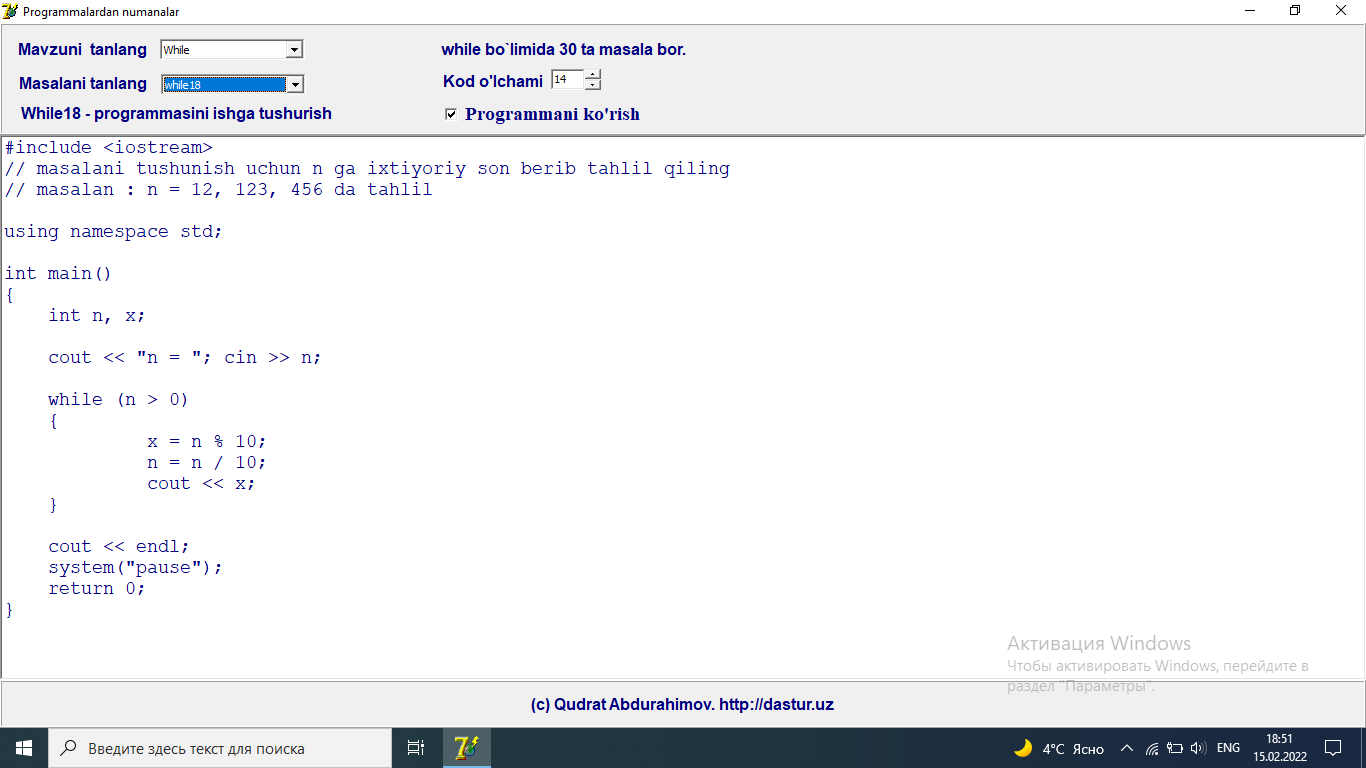 Programmalardan numanalar
Mavzuni tanlang While
while bo`limida 30 ta masala bor.
Masalani tanlang while18
Kod o'lchami 14
While18 - programmasini ishga tushurish
Programmani ko'rish
#include <iostream>
// masalani tushunish uchun n ga ixtiyoriy son berib tahlil qiling
// masalan : n = 12, 123, 456 da tahlil
using namespace std;
int main()
{
    int n, x;
    cout << "n = "; cin >> n;
    while (n > 0)
    {
             x = n % 10;
             n = n / 10;
             cout << x;
    }
    cout << endl;
    system("pause");
    return 0;
}
Активация Windows
Чтобы активировать Windows, перейдите в
раздел "Параметры".
(c) Qudrat Abdurahimov. http://dastur.uz
Введите здесь текст для поиска
4°C Ясно
ENG
18:51
15.02.2022